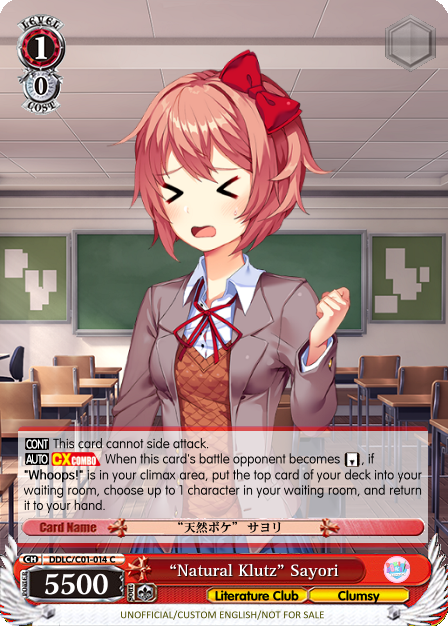 LEVEL
1
0
COST
CONT This card cannot side attack.
AUTO CX COMBO When this card's battle opponent becomes , if
"Whoops!" is in your climax area, put the top card of your deck into your
waiting room, choose up to 1 character in your waiting room, and return
it to your hand.
Card Name "天然ボケ" サヨリ
CH DDLC/C01-014 C
POWER 5500 SOUL "Natural Klutz" Sayori
Literature Club Clumsy
UNOFFICIAL/CUSTOM ENGLISH/NOT FOR SALE